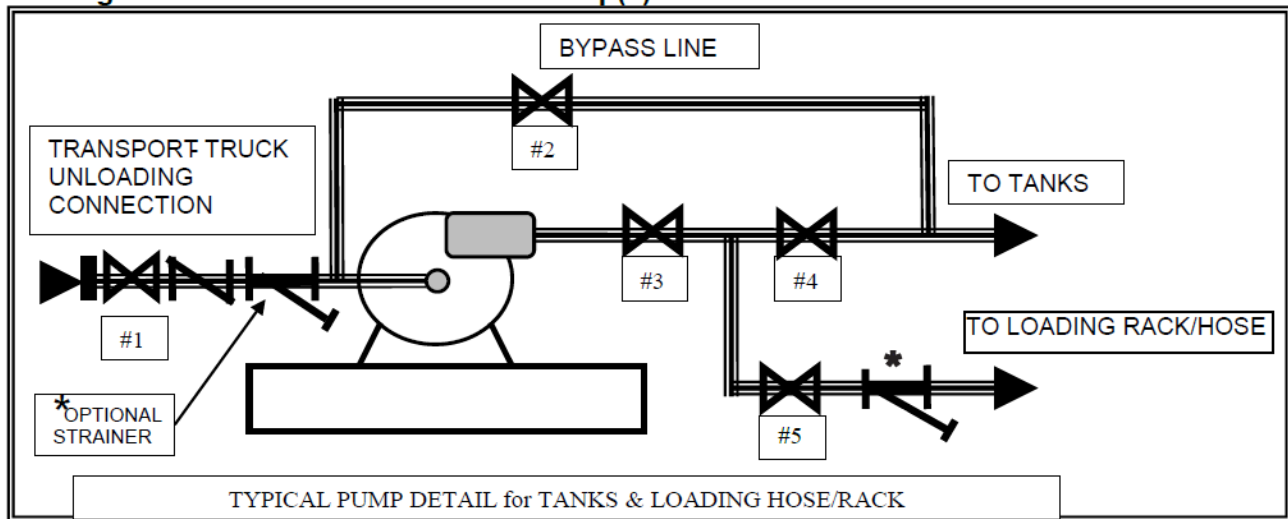 BYPASS LINE
#2
TRANSPORT TRUCK
UNLOADING
CONNECTION
TO TANKS
#3
#4
#1
TO LOADING RACK/HOSE
*
*OPTIONAL
STRAINER
#5
TYPICAL PUMP DETAIL for TANKS & LOADING HOSE/RACK